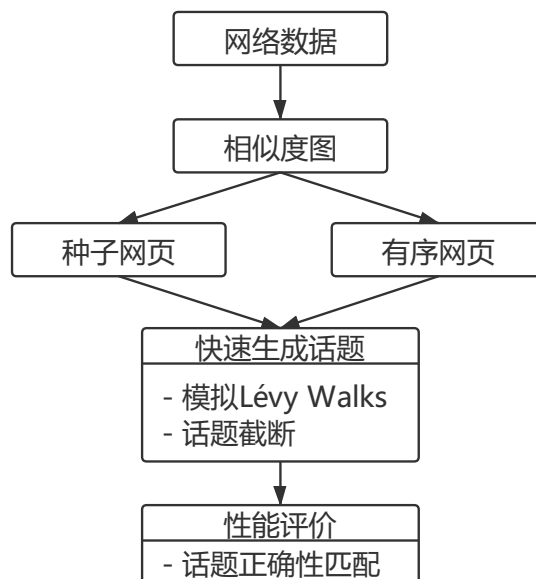 网络数据
相似度图
种子网页
有序网页
快速生成话题
- 模拟Lévy Walks
- 话题截断
性能评价
- 话题正确性匹配